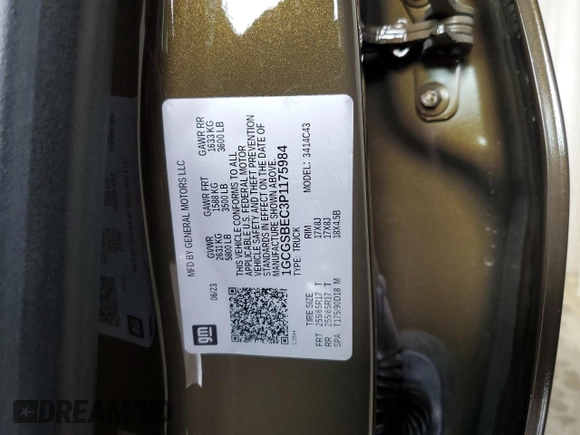 MFD BY GENERAL MOTORS LLC
GVWR GAWR FRT GAWR RR
2631 KG 1588 KG 1633 KG
5800 LB 3500 LB 3600 LB
06/23
THIS VEHICLE CONFORMS TO ALL
APPLICABLE U.S. FEDERAL MOTOR
VEHICLE SAFETY AND THEFT PREVENTION
STANDARDS IN EFFECT ON THE DATE OF
MANUFACTURE SHOWN ABOVE.
1GCGSBEC3P1175984
TYPE: TRUCK MODEL: 3414C43
gm
TIRE SIZE RIM
FRT 255/65R17 T 17X8J
RR 255/65R17 T 17X8J
SPA T175/90D18 M 18X4.5B
DREAMBID